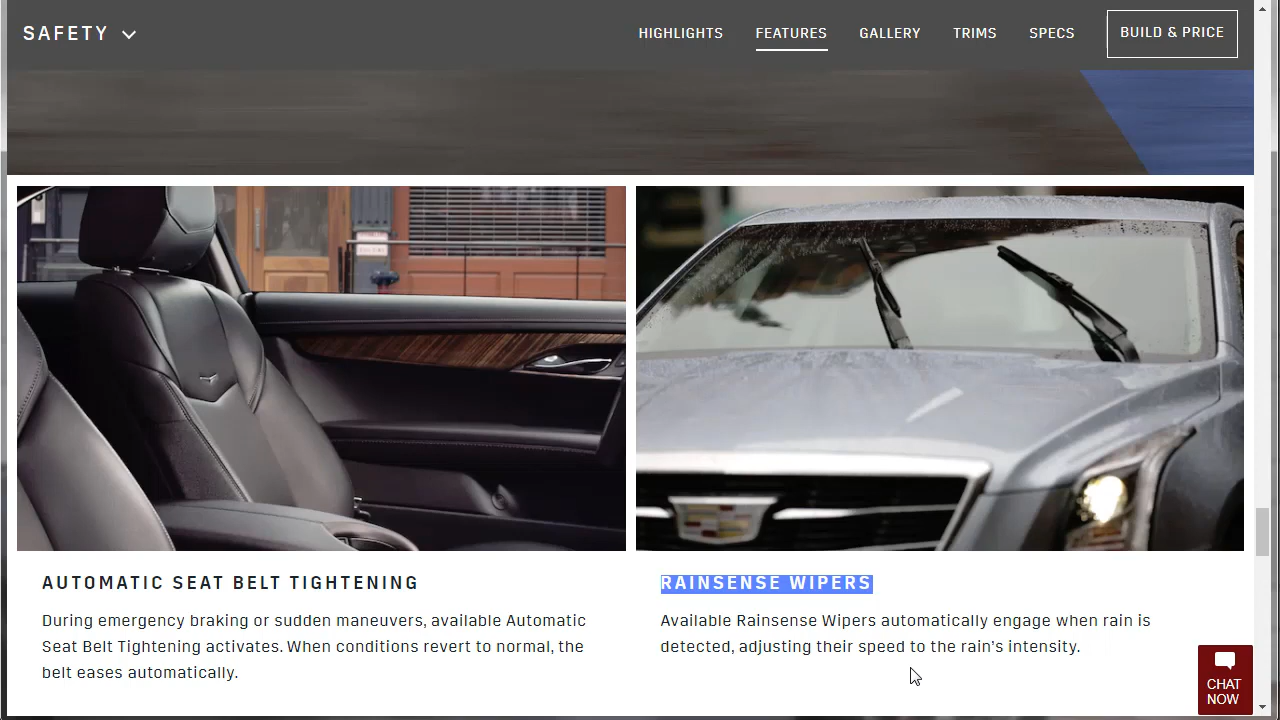 SAFETY
HIGHLIGHTS
FEATURES
GALLERY
TRIMS
SPECS
BUILD & PRICE
AUTOMATIC SEAT BELT TIGHTENING
During emergency braking or sudden maneuvers, available Automatic
Seat Belt Tightening activates. When conditions revert to normal, the
belt eases automatically.
RAINSENSE WIPERS
Available Rainsense Wipers automatically engage when rain is
detected, adjusting their speed to the rain's intensity.
CHAT
NOW